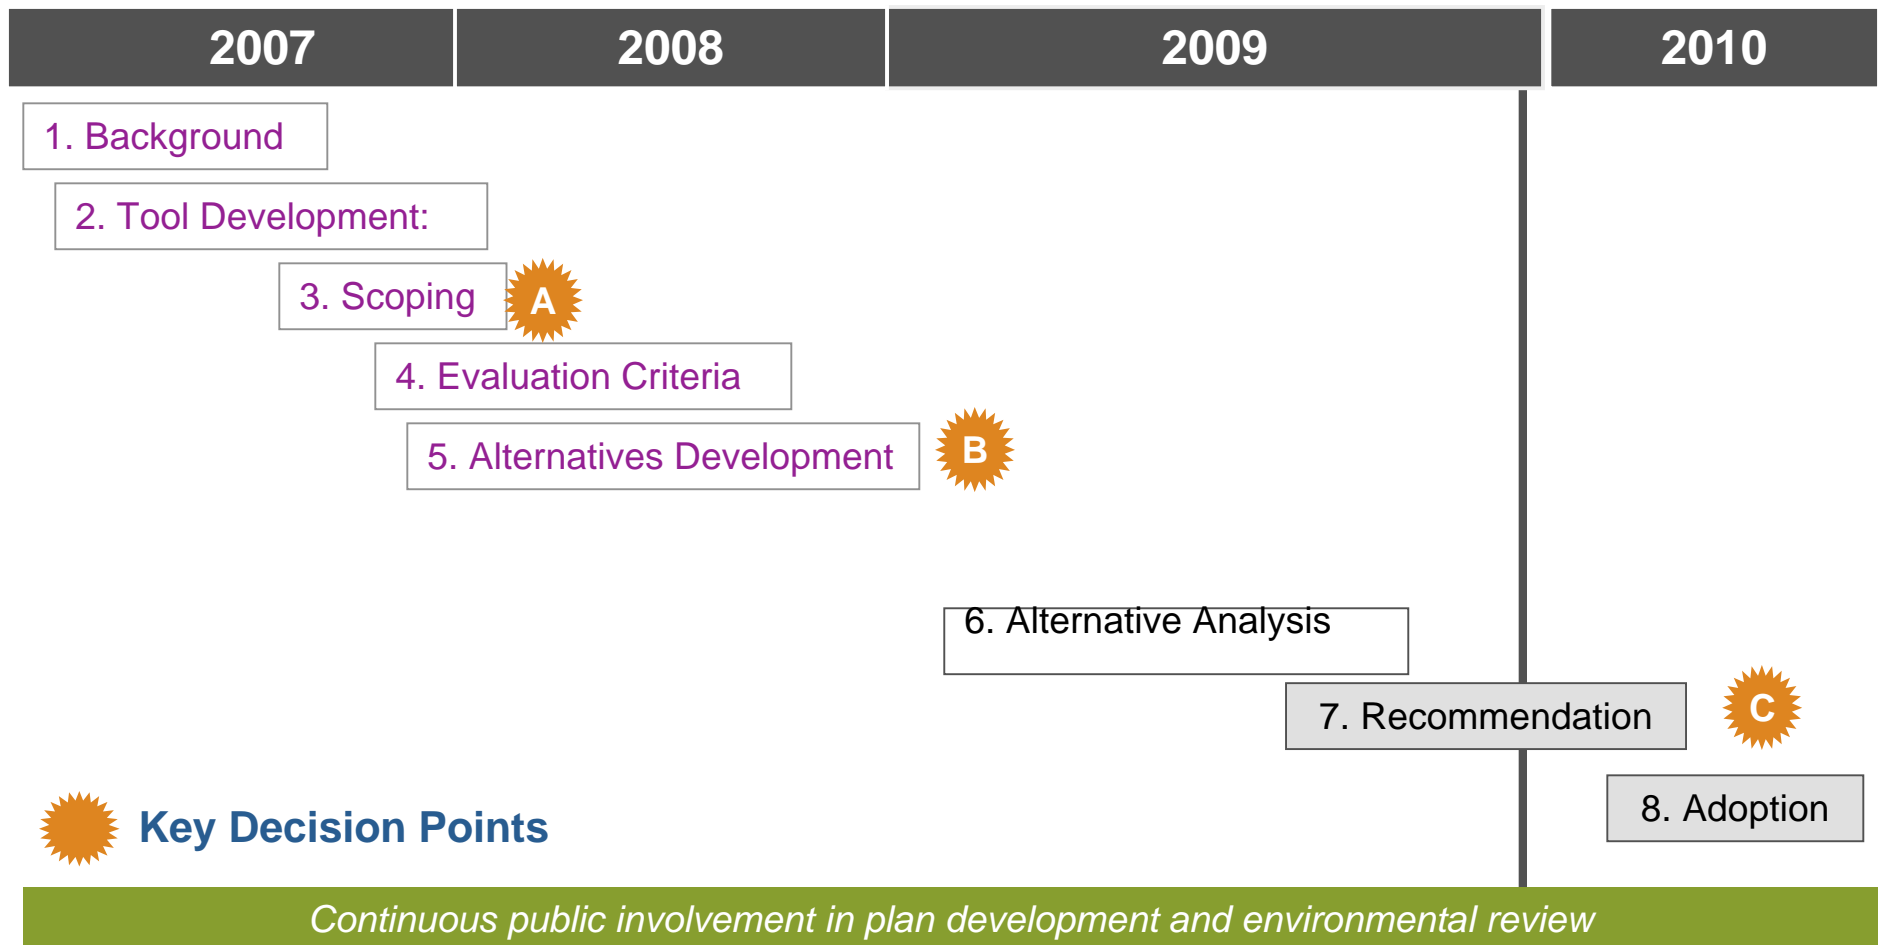 2007 2008 2009 2010
1. Background
2. Tool Development:
3. Scoping
A
4. Evaluation Criteria
5. Alternatives Development
B
6. Alternative Analysis
7. Recommendation
C
8. Adoption
Key Decision Points
Continuous public involvement in plan development and environmental review